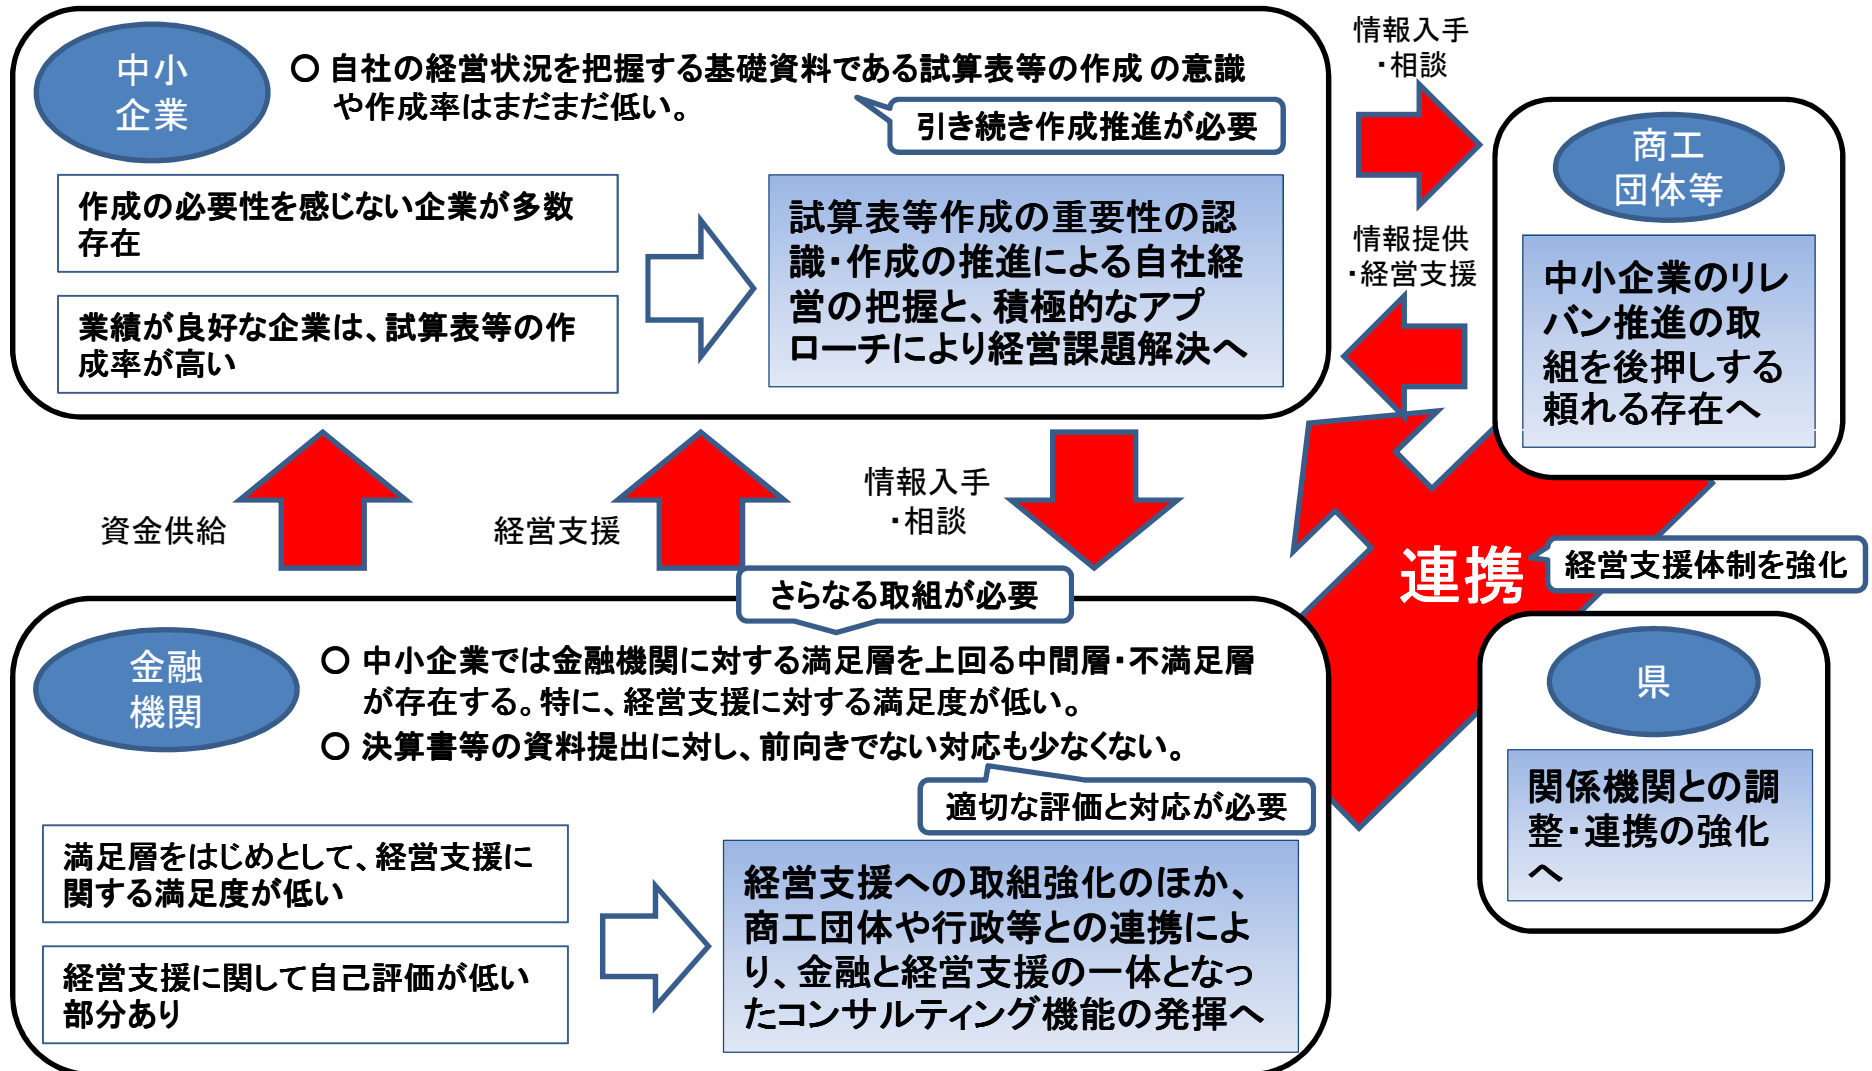 中小
企業
〇 自社の経営状況を把握する基礎資料である試算表等の作成 の意識
や作成率はまだまだ低い。
引き続き作成推進が必要
作成の必要性を感じない企業が多数
存在
業績が良好な企業は、試算表等の作
成率が高い
試算表等作成の重要性の認
識・作成の推進による自社経
営の把握と、積極的なアプ
ローチにより経営課題解決へ
情報入手
・相談
情報提供
・経営支援
商工
団体等
中小企業のリレ
バン推進の取
組を後押しする
頼れる存在へ
資金供給
経営支援
情報入手
・相談
連携
経営支援体制を強化
さらなる取組が必要
金融
機関
〇 中小企業では金融機関に対する満足層を上回る中間層・不満足層
が存在する。特に、経営支援に対する満足度が低い。
〇 決算書等の資料提出に対し、前向きでない対応も少なくない。
適切な評価と対応が必要
満足層をはじめとして、経営支援に
関する満足度が低い
経営支援に関して自己評価が低い
部分あり
経営支援への取組強化のほか、
商工団体や行政等との連携によ
り、金融と経営支援の一体となっ
たコンサルティング機能の発揮へ
県
関係機関との調
整・連携の強化
へ